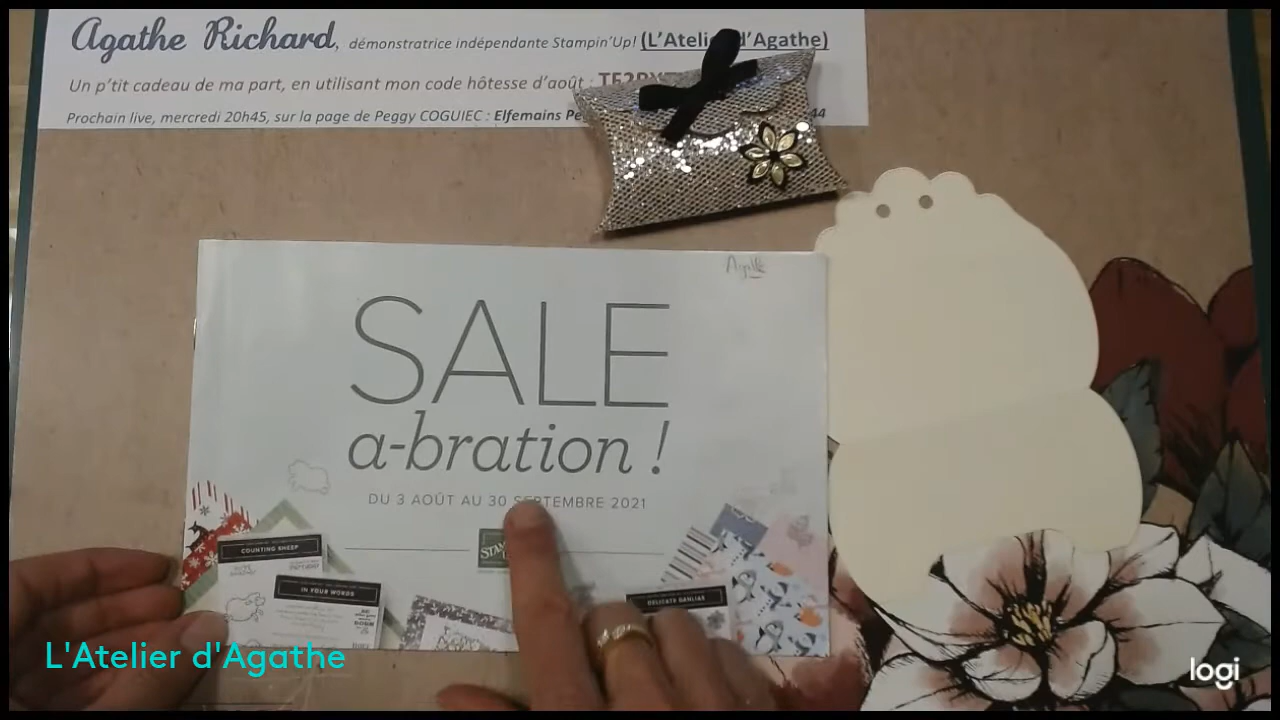 Agathe Richard, démonstratrice indépendante Stampin'Up! (L'Atelier d'Agathe)
Un p'tit cadeau de ma part, en utilisant mon code hôtesse d'août :
Prochain live, mercredi 20h45, sur la page de Peggy COGUIEC : Elfemains 44
Agathe
SALE
a-bration !
DU 3 AOÛT AU 30 SEPTEMBRE 2021
COUNTING SHEEP
IN YOUR WORDS
DELICATE DAHLIAS
L'Atelier d'Agathe
logi